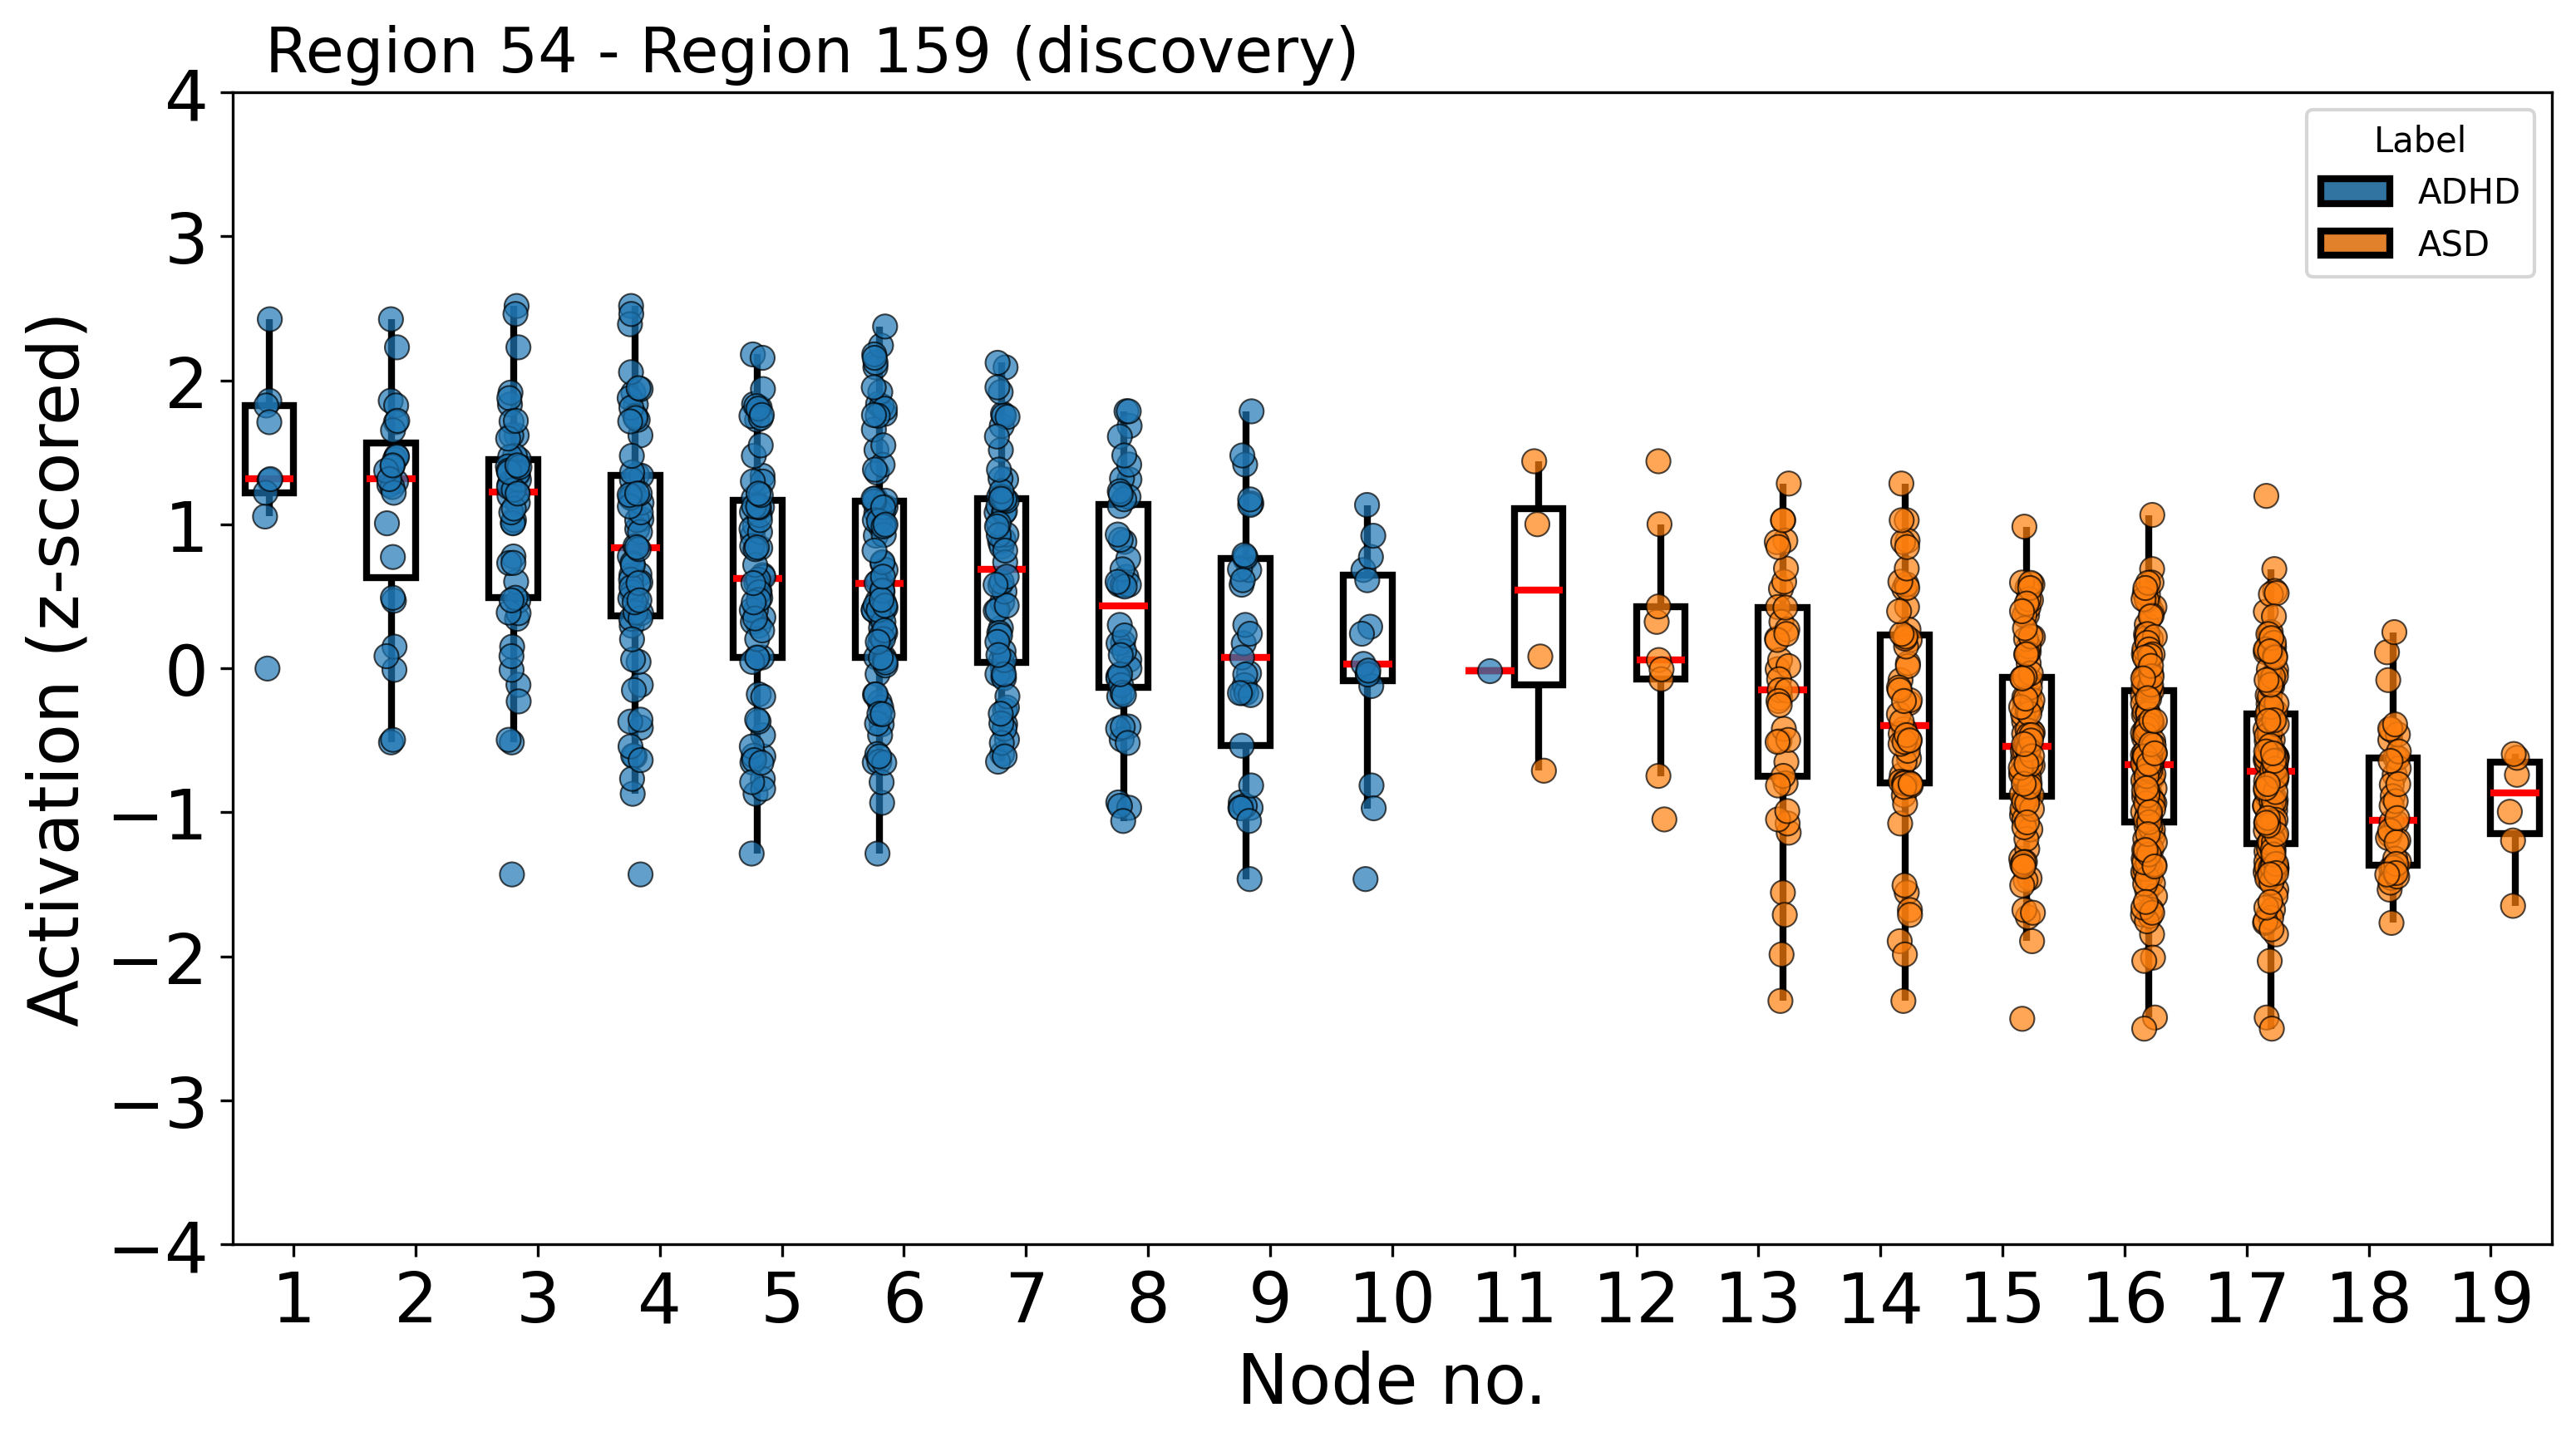 Region 54 - Region 159 (discovery)
Activation (z-scored)
4
3
2
1
0
−1
−2
−3
−4
Label
ADHD
ASD
1 2 3 4 5 6 7 8 9 10 11 12 13 14 15 16 17 18 19
Node no.